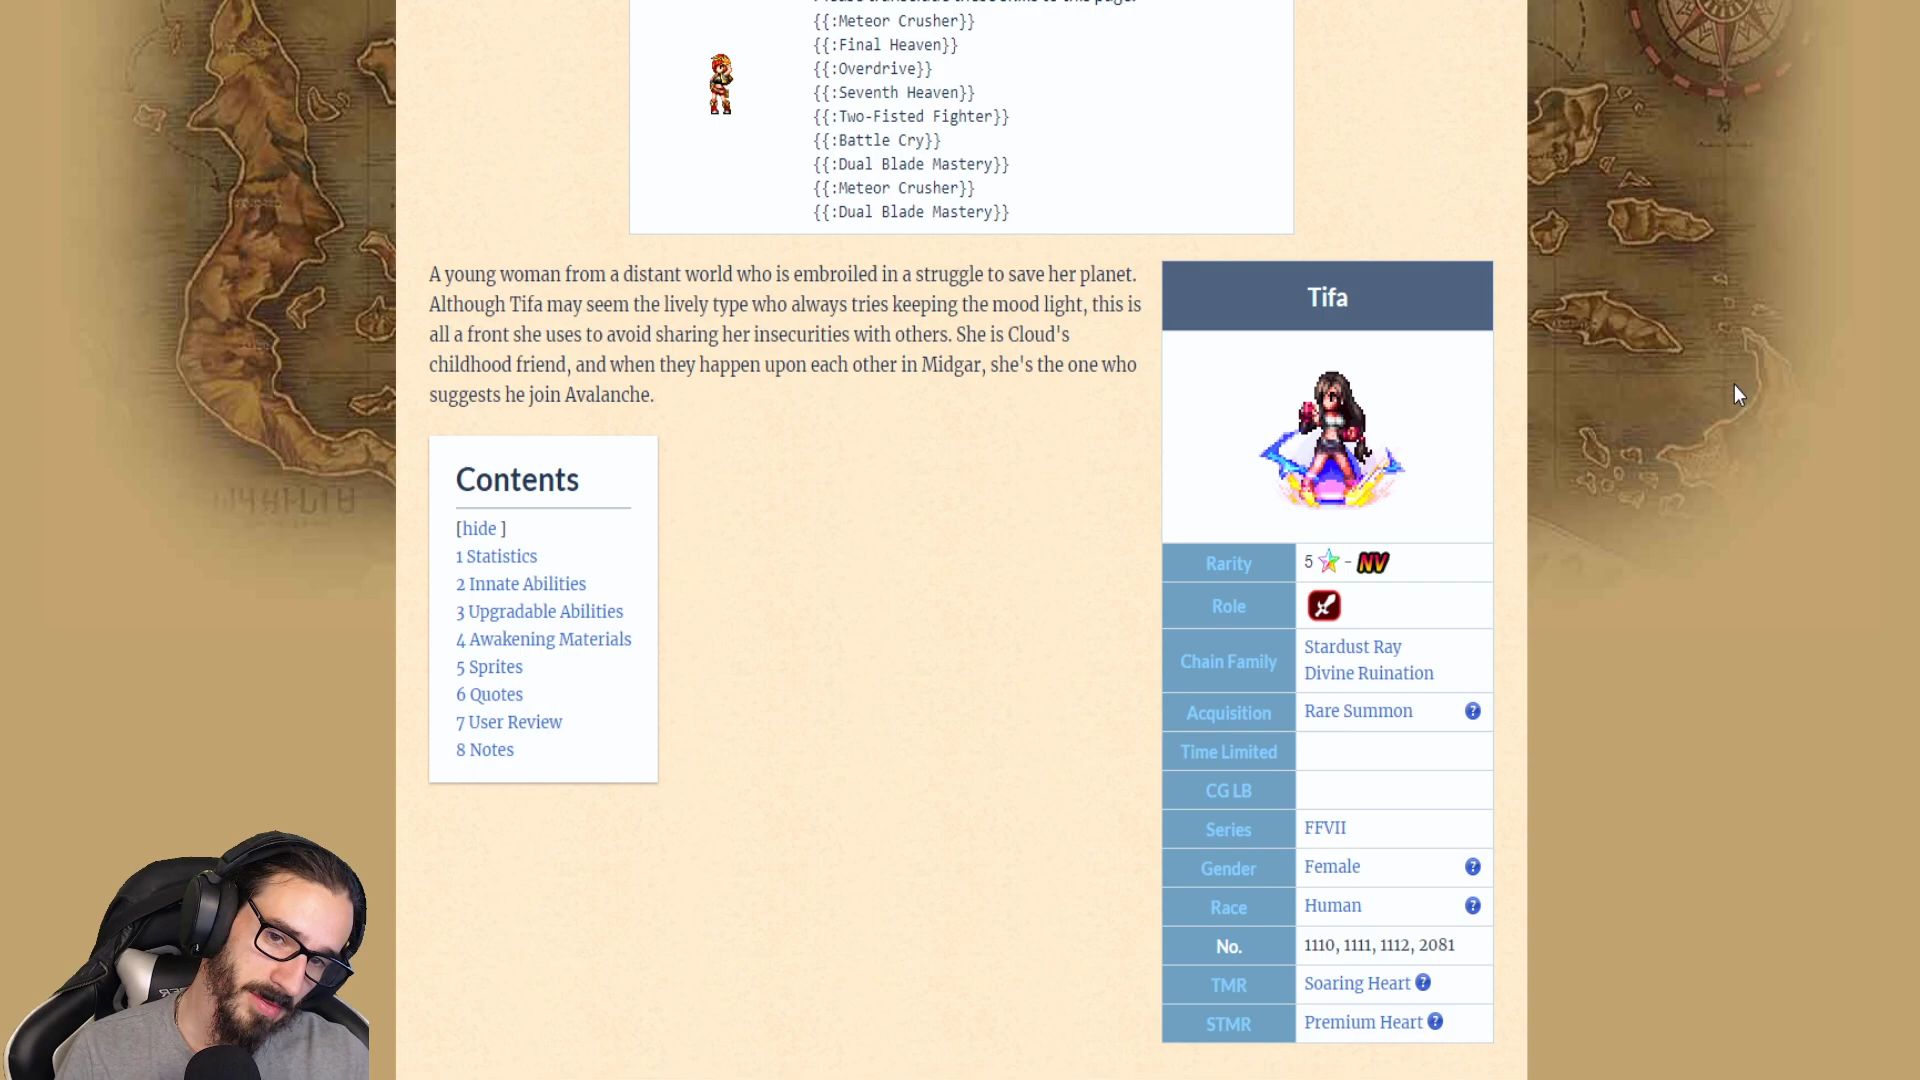 {{:Meteor Crusher}}
{{:Final Heaven}}
{{:Overdrive}}
{{:Seventh Heaven}}
{{:Two-Fisted Fighter}}
{{:Battle Cry}}
{{:Dual Blade Mastery}}
{{:Meteor Crusher}}
{{:Dual Blade Mastery}}
A young woman from a distant world who is embroiled in a struggle to save her planet.
Although Tifa may seem the lively type who always tries keeping the mood light, this is
all a front she uses to avoid sharing her insecurities with others. She is Cloud's
childhood friend, and when they happen upon each other in Midgar, she's the one who
suggests he join Avalanche.
Contents
[hide ]
1 Statistics
2 Innate Abilities
3 Upgradable Abilities
4 Awakening Materials
5 Sprites
6 Quotes
7 User Review
8 Notes
Tifa
Rarity 5 - NV
Role
Chain Family Stardust Ray
Divine Ruination
Acquisition Rare Summon ?
Time Limited
CG LB
Series FFVII
Gender Female ?
Race Human ?
No. 1110, 1111, 1112, 2081
TMR Soaring Heart ?
STMR Premium Heart ?